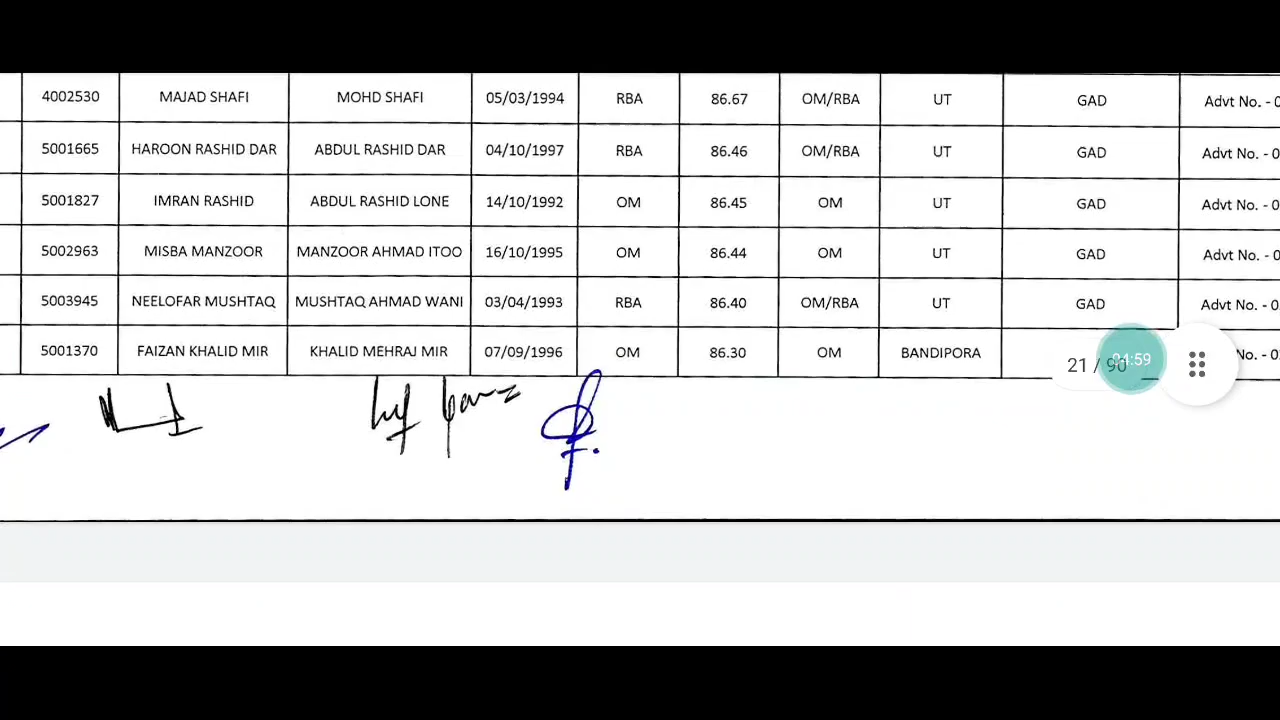 4002530 MAJAD SHAFI MOHD SHAFI 05/03/1994 RBA 86.67 OM/RBA UT GAD Advt No. - 0
5001665 HAROON RASHID DAR ABDUL RASHID DAR 04/10/1997 RBA 86.46 OM/RBA UT GAD Advt No. - 0
5001827 IMRAN RASHID ABDUL RASHID LONE 14/10/1992 OM 86.45 OM UT GAD Advt No. - 0
5002963 MISBA MANZOOR MANZOOR AHMAD ITOO 16/10/1995 OM 86.44 OM UT GAD Advt No. - 0
5003945 NEELOFAR MUSHTAQ MUSHTAQ AHMAD WANI 03/04/1993 RBA 86.40 OM/RBA UT GAD Advt No. - 0
5001370 FAIZAN KHALID MIR KHALID MEHRAJ MIR 07/09/1996 OM 86.30 OM BANDIPORA No. - 0
21 / 90 04:59